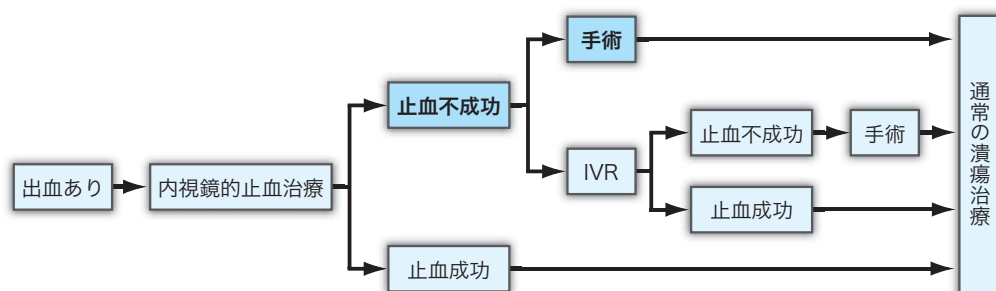 出血あり
内視鏡的止血治療
止血不成功
手術
IVR
止血不成功
手術
止血成功
止血成功
通常の潰瘍治療